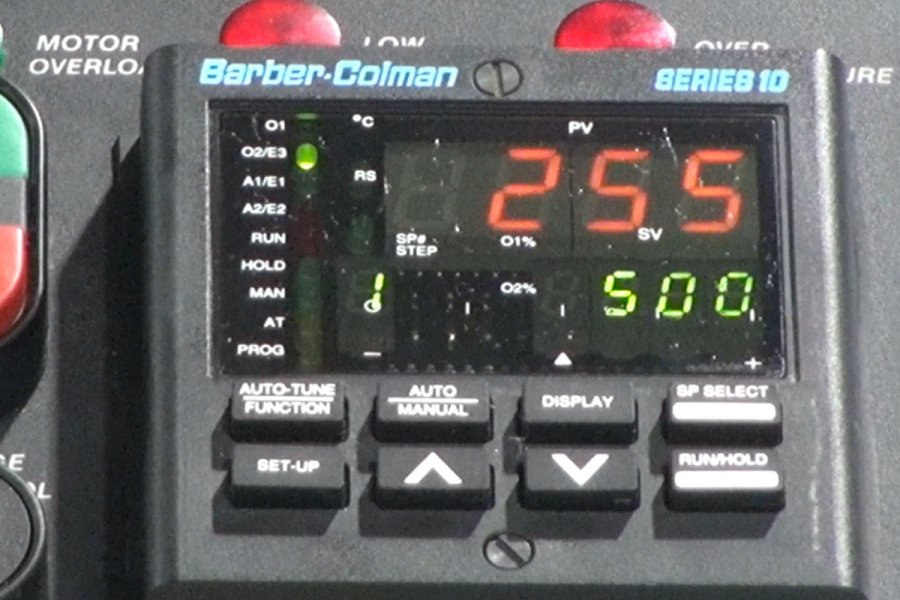 MOTOR
OVERLOA
LOW
OVER
URE
Barber-Colman
SERIES 10
O1
O2/E3
A1/E1
A2/E2
RUN
HOLD
MAN
AT
PROG
°C
RS
PV
255
SP#
STEP
O1%
SV
1
O2%
500
AUTO-TUNE
FUNCTION
AUTO
MANUAL
DISPLAY
SP SELECT
SET-UP
RUN/HOLD
GE
OL